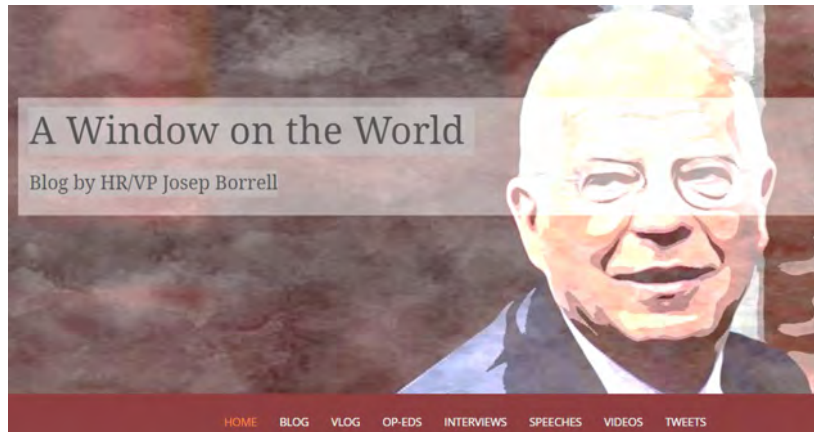 A Window on the World
Blog by HR/VP Josep Borrell
HOME BLOG VLOG OP-EDS INTERVIEWS SPEECHES VIDEOS TWEETS